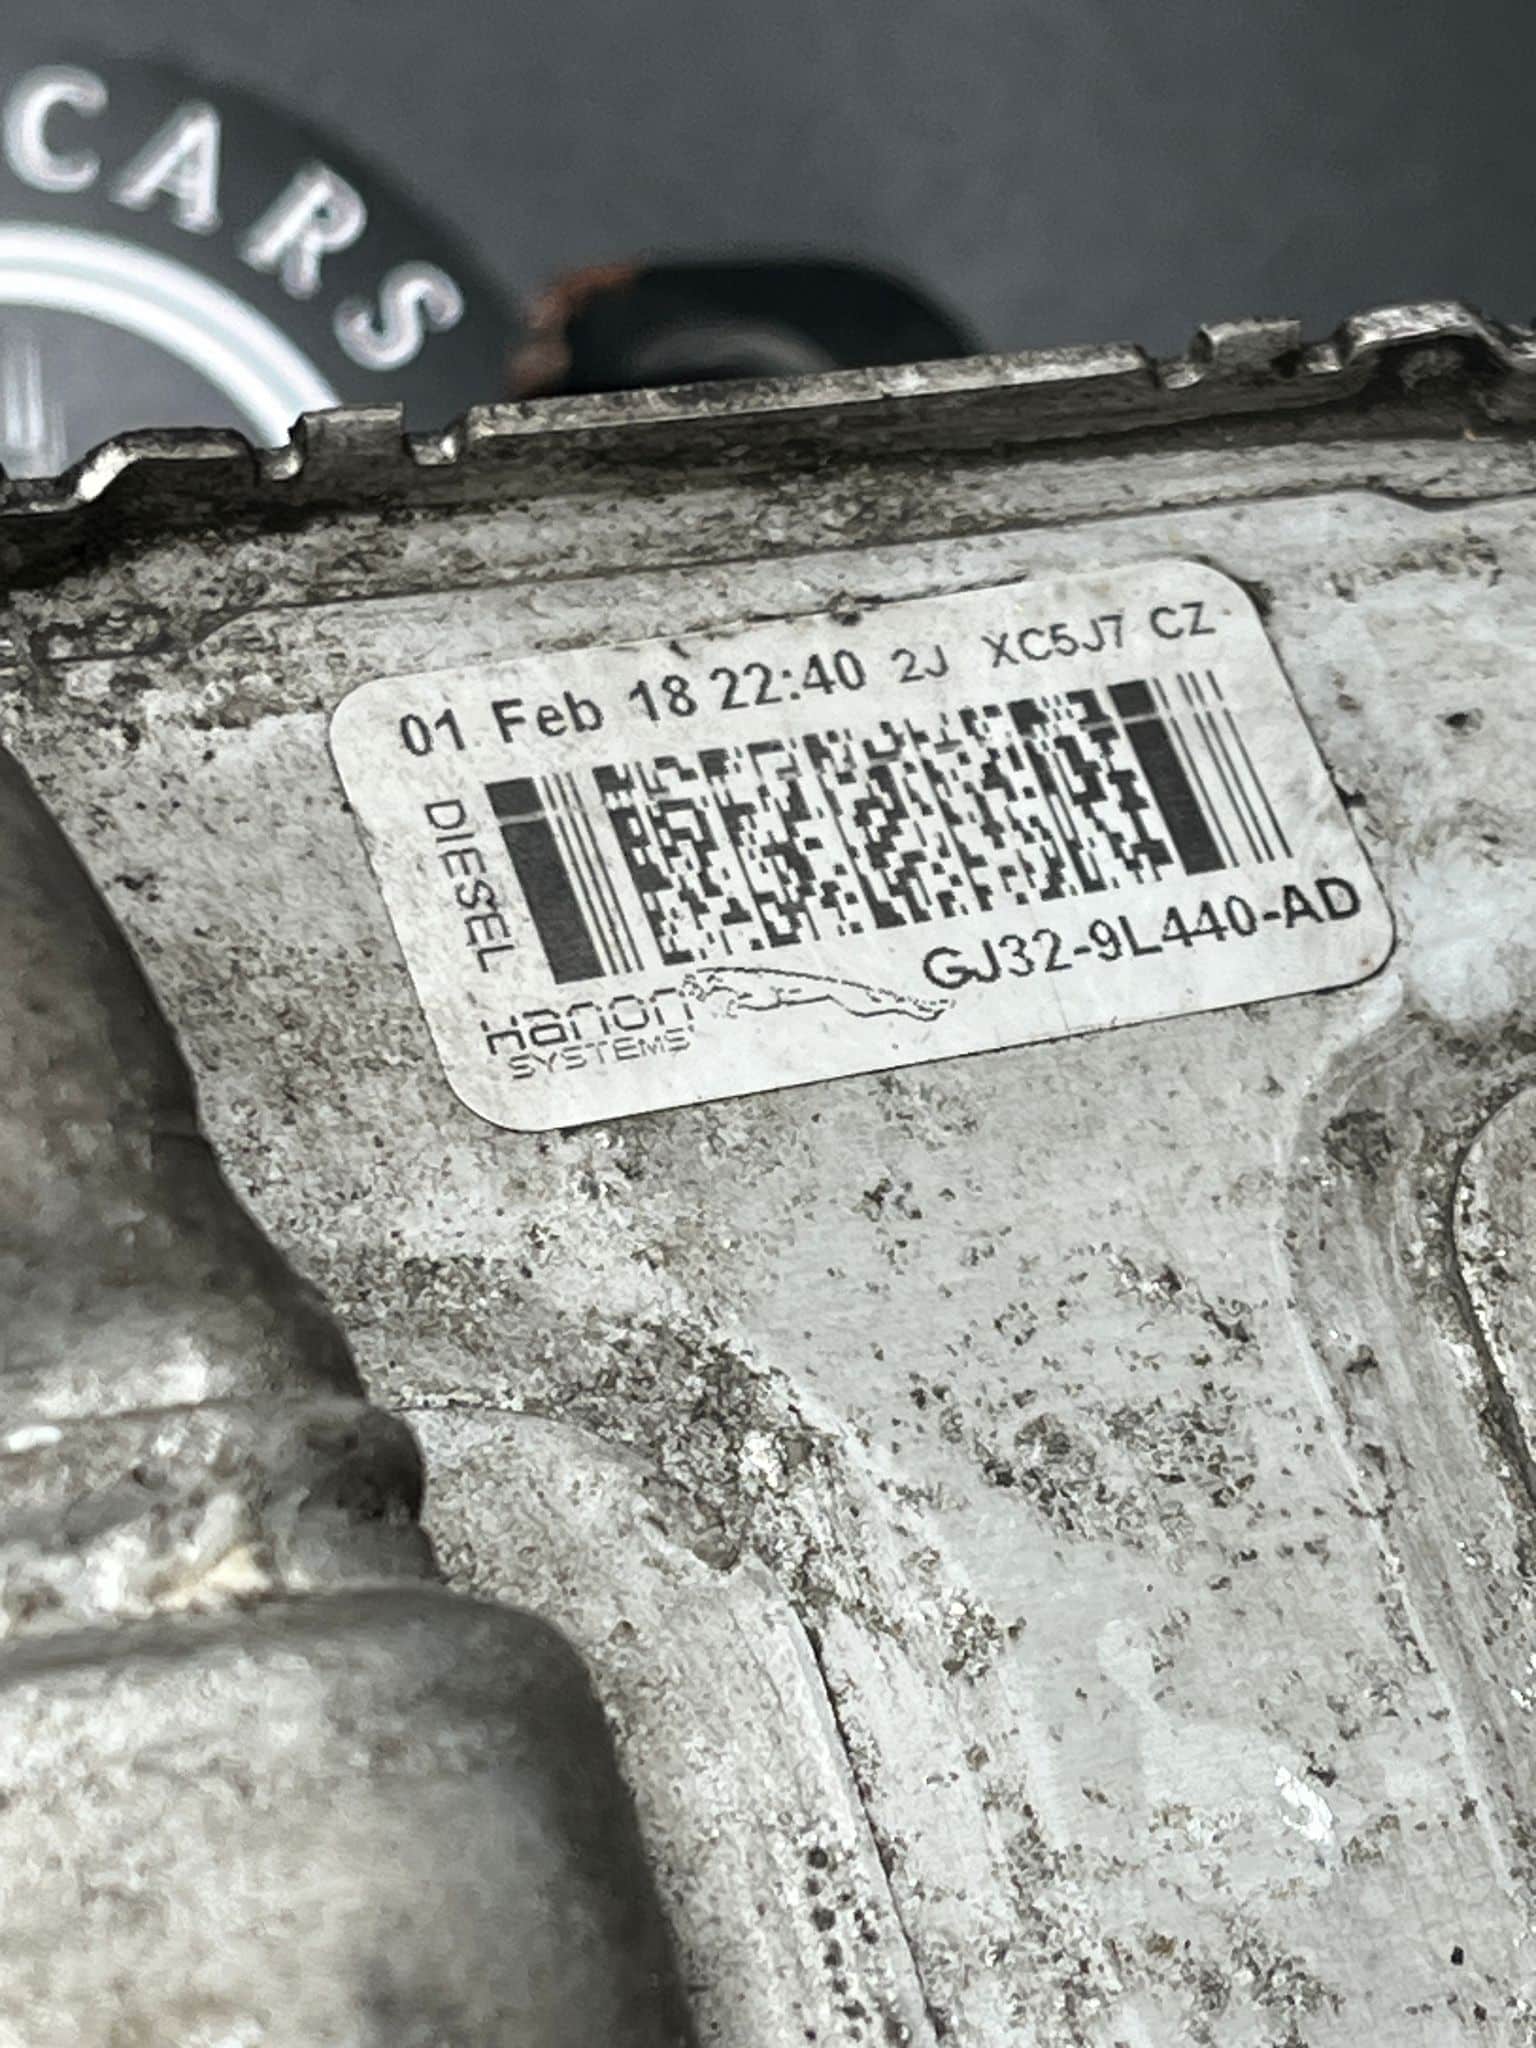 CARS
01 Feb 18 22:40 2J XC5J7 CZ
DIESEL
GJ32-9L440-AD
Hanon
SYSTEMS